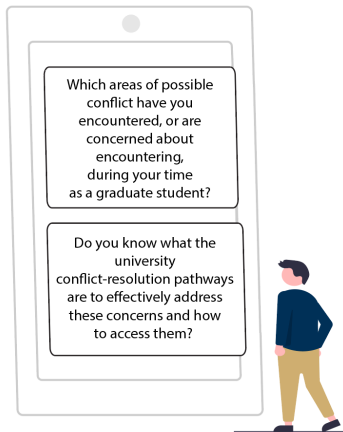 Which areas of possible
conflict have you
encountered, or are
concerned about
encountering,
during your time
as a graduate student?
Do you know what the
university
conflict-resolution pathways
are to effectively address
these concerns and how
to access them?